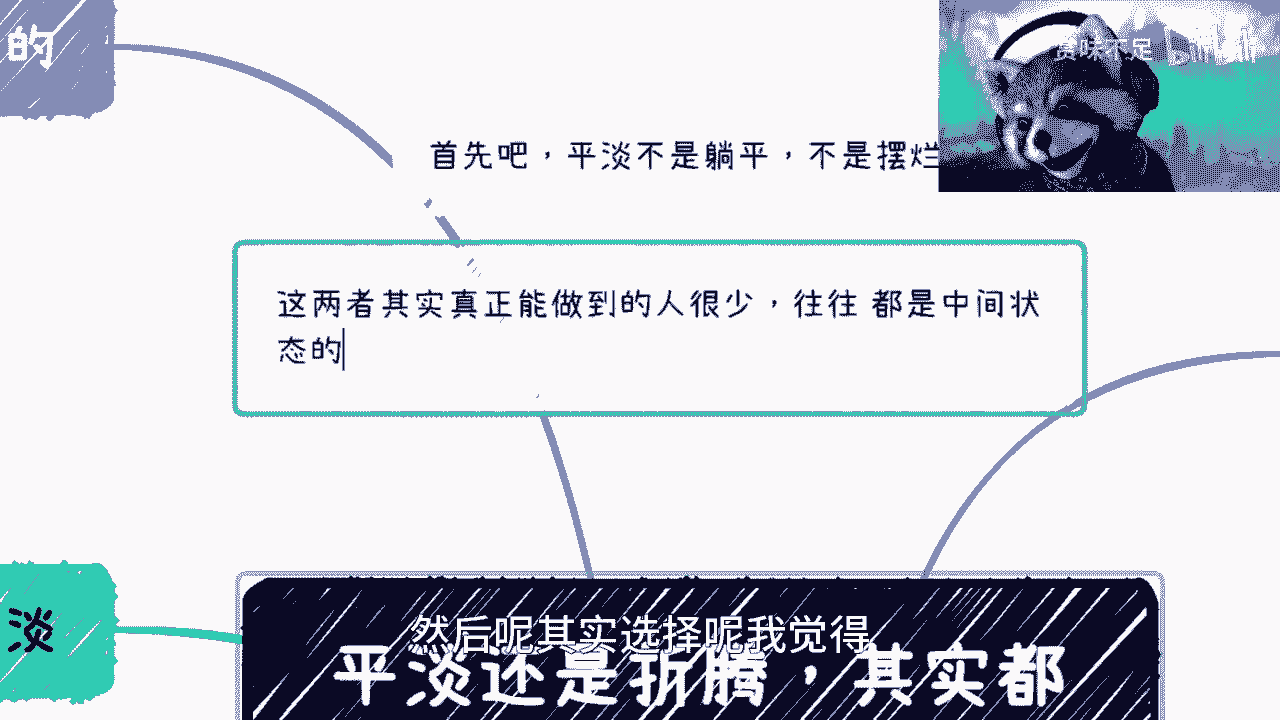 的
赏味不足 bilibili
首先吧，平淡不是躺平，不是摆烂
这两者其实真正能做到的人很少，往往 都是中间状
态的
淡
然后呢其实选择呢我觉得
平淡还是折腾，其实都